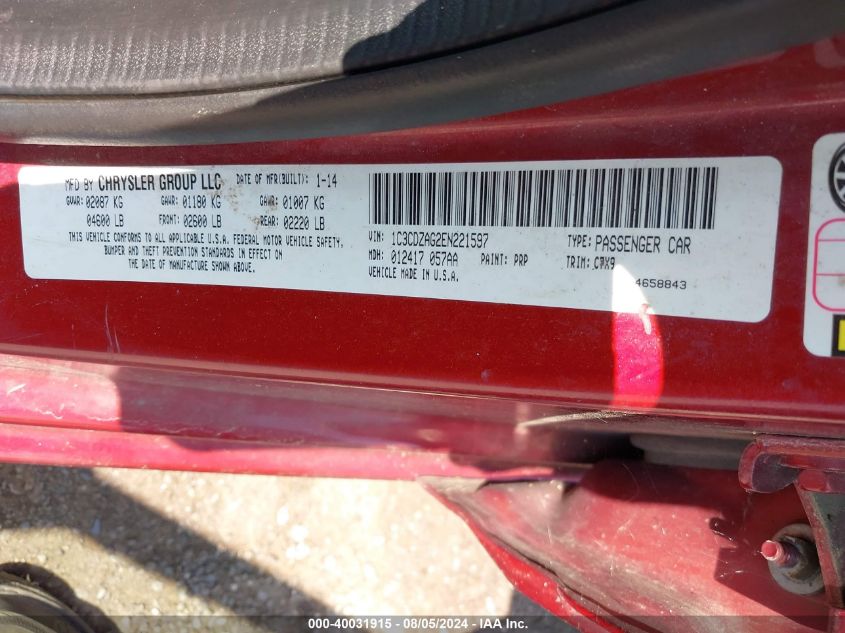 MFD BY CHRYSLER GROUP LLC DATE OF MFR(BUILT): 1-14
GVWR: 02087 KG GAWR: 01180 KG GAWR: 01007 KG
04600 LB FRONT: 02600 LB REAR: 02220 LB
THIS VEHICLE CONFORMS TO ALL APPLICABLE U.S.A. FEDERAL MOTOR VEHICLE SAFETY,
BUMPER AND THEFT PREVENTION STANDARDS IN EFFECT ON
THE DATE OF MANUFACTURE SHOWN ABOVE.
VIN: 1C3CDZAG2EN221597 TYPE: PASSENGER CAR
MDH: 012417 057AA PAINT: PRP TRIM:
VEHICLE MADE IN U.S.A. 4658843
000-40031915 - 08/05/2024 - IAA Inc.